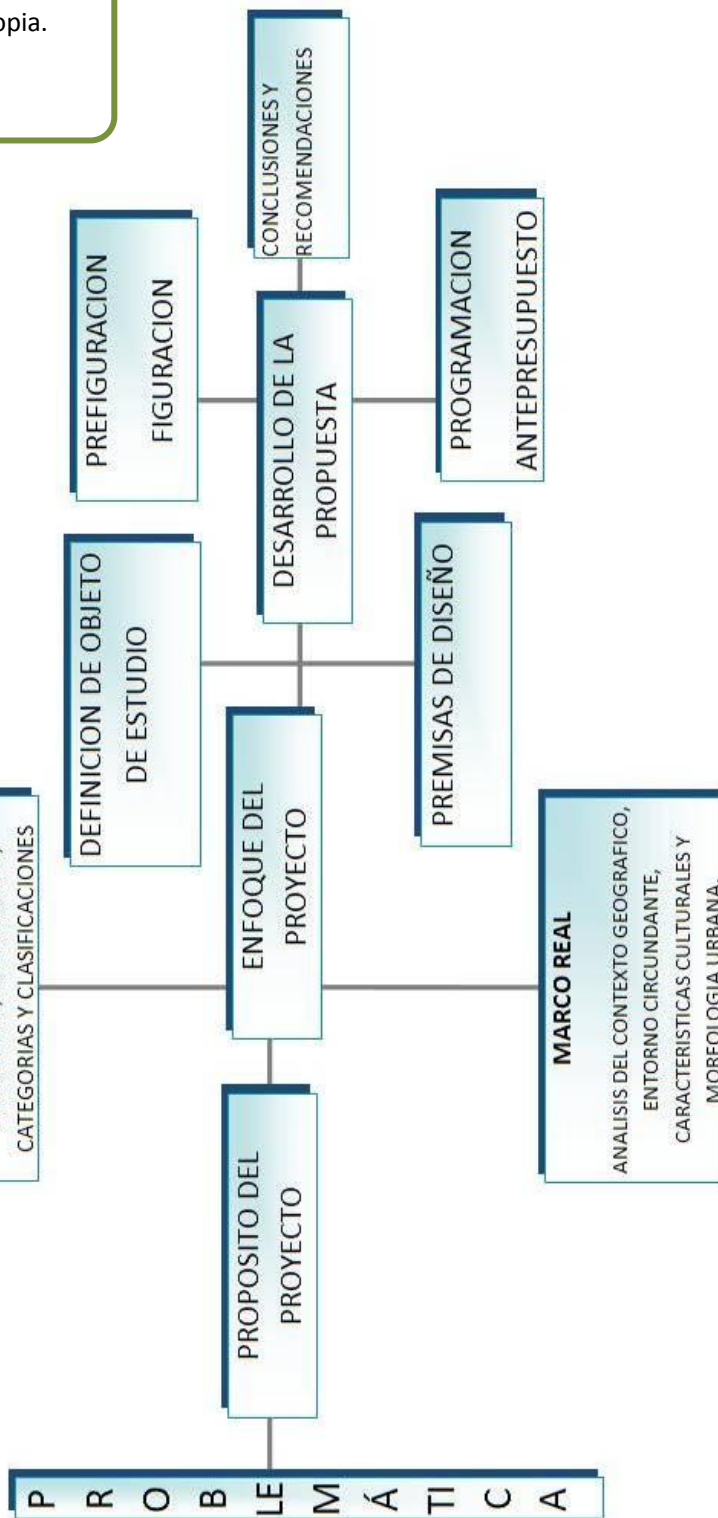 opia.
P
R
O
B
LE
M
Á
TI
C
A
PROPOSITO DEL
PROYECTO
CATEGORIAS Y CLASIFICACIONES
ENFOQUE DEL
PROYECTO
MARCO REAL
ANALISIS DEL CONTEXTO GEOGRAFICO,
ENTORNO CIRCUNDANTE,
CARACTERISTICAS CULTURALES Y
MORFOLOGIA URBANA.
DEFINICION DE OBJETO
DE ESTUDIO
PREMISAS DE DISEÑO
DESARROLLO DE LA
PROPUESTA
PREFIGURACION
FIGURACION
PROGRAMACION
ANTEPRESUPUESTO
CONCLUSIONES Y
RECOMENDACIONES